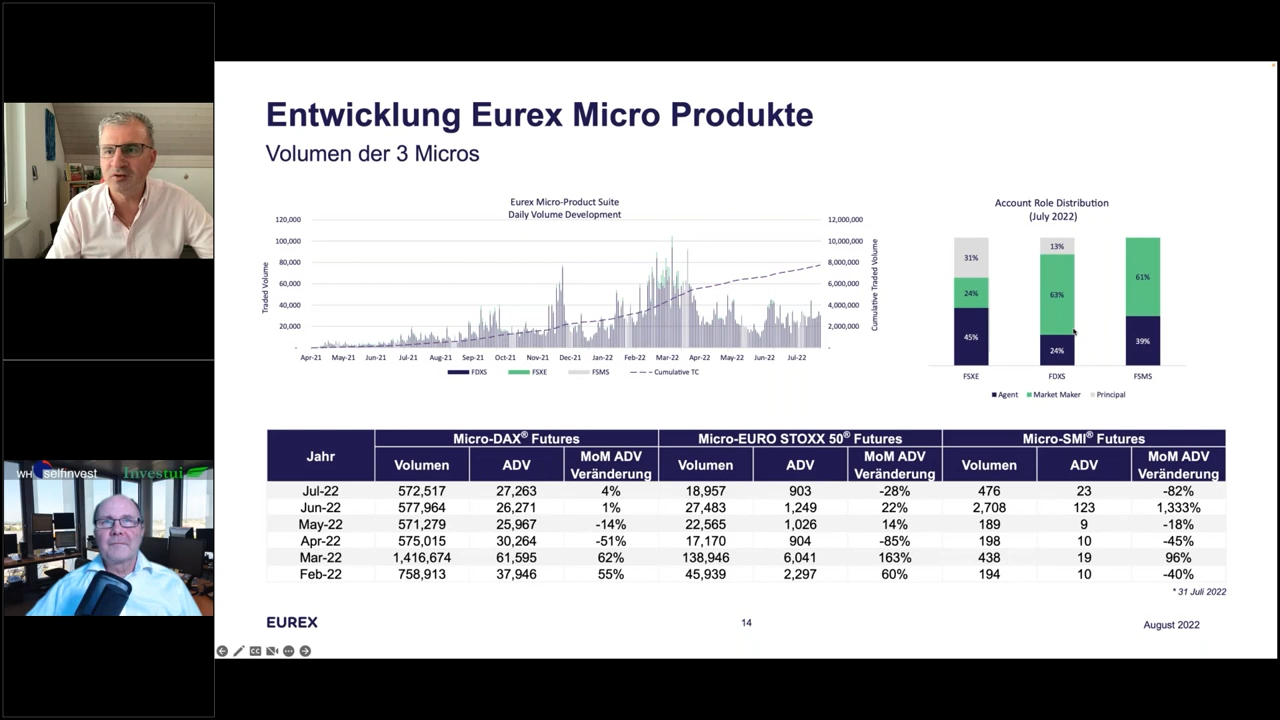 Entwicklung Eurex Micro Produkte
Volumen der 3 Micros
Eurex Micro-Product Suite
Daily Volume Development
120,000
100,000
80,000
60,000
40,000
20,000
-
Traded Volume
12,000,000
10,000,000
8,000,000
6,000,000
4,000,000
2,000,000
-
Cumulative Traded Volume
Apr-21 May-21 Jun-21 Jul-21 Aug-21 Sep-21 Oct-21 Nov-21 Dec-21 Jan-22 Feb-22 Mar-22 Apr-22 May-22 Jun-22 Jul-22
FDXS FSXE FSMS Cumulative TC
Account Role Distribution
(July 2022)
31% 13%
24% 63% 61%
45% 24% 39%
FSXE FDXS FSMS
Agent Market Maker Principal
WH selfinvest Investui
Jahr Micro-DAX® Futures Micro-EURO STOXX 50® Futures Micro-SMI® Futures
Volumen ADV MoM ADV Veränderung Volumen ADV MoM ADV Veränderung Volumen ADV MoM ADV Veränderung
Jul-22 572,517 27,263 4% 18,957 903 -28% 476 23 -82%
Jun-22 577,964 26,271 1% 27,483 1,249 22% 2,708 123 1,333%
May-22 571,279 25,967 -14% 22,565 1,026 14% 189 9 -18%
Apr-22 575,015 30,264 -51% 17,170 904 -85% 198 10 -45%
Mar-22 1,416,674 61,595 62% 138,946 6,041 163% 438 19 96%
Feb-22 758,913 37,946 55% 45,939 2,297 60% 194 10 -40%
* 31 Juli 2022
EUREX 14 August 2022
CC